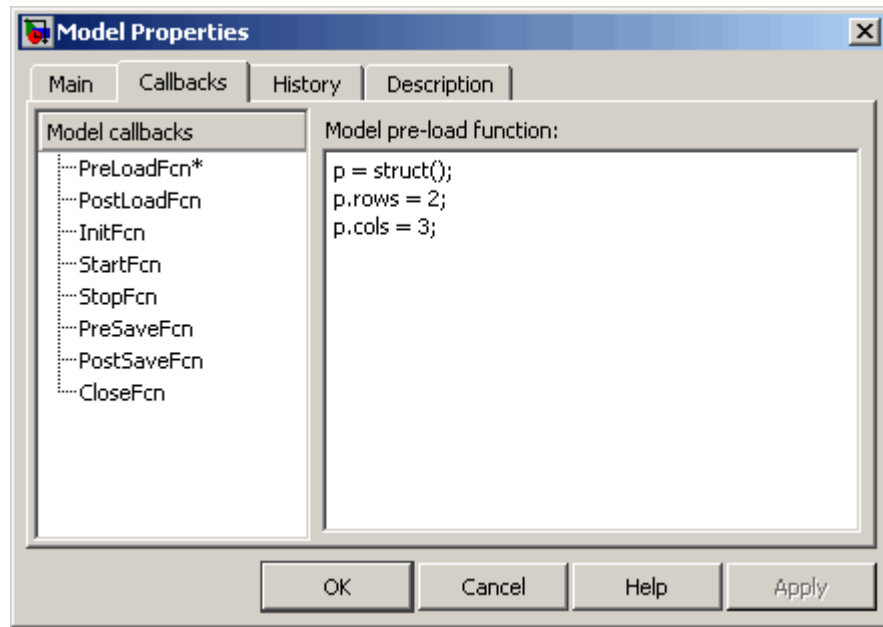 Model Properties
Main Callbacks History Description
Model callbacks
PreLoadFcn*
PostLoadFcn
InitFcn
StartFcn
StopFcn
PreSaveFcn
PostSaveFcn
CloseFcn
Model pre-load function:
p = struct();
p.rows = 2;
p.cols = 3;
OK Cancel Help Apply